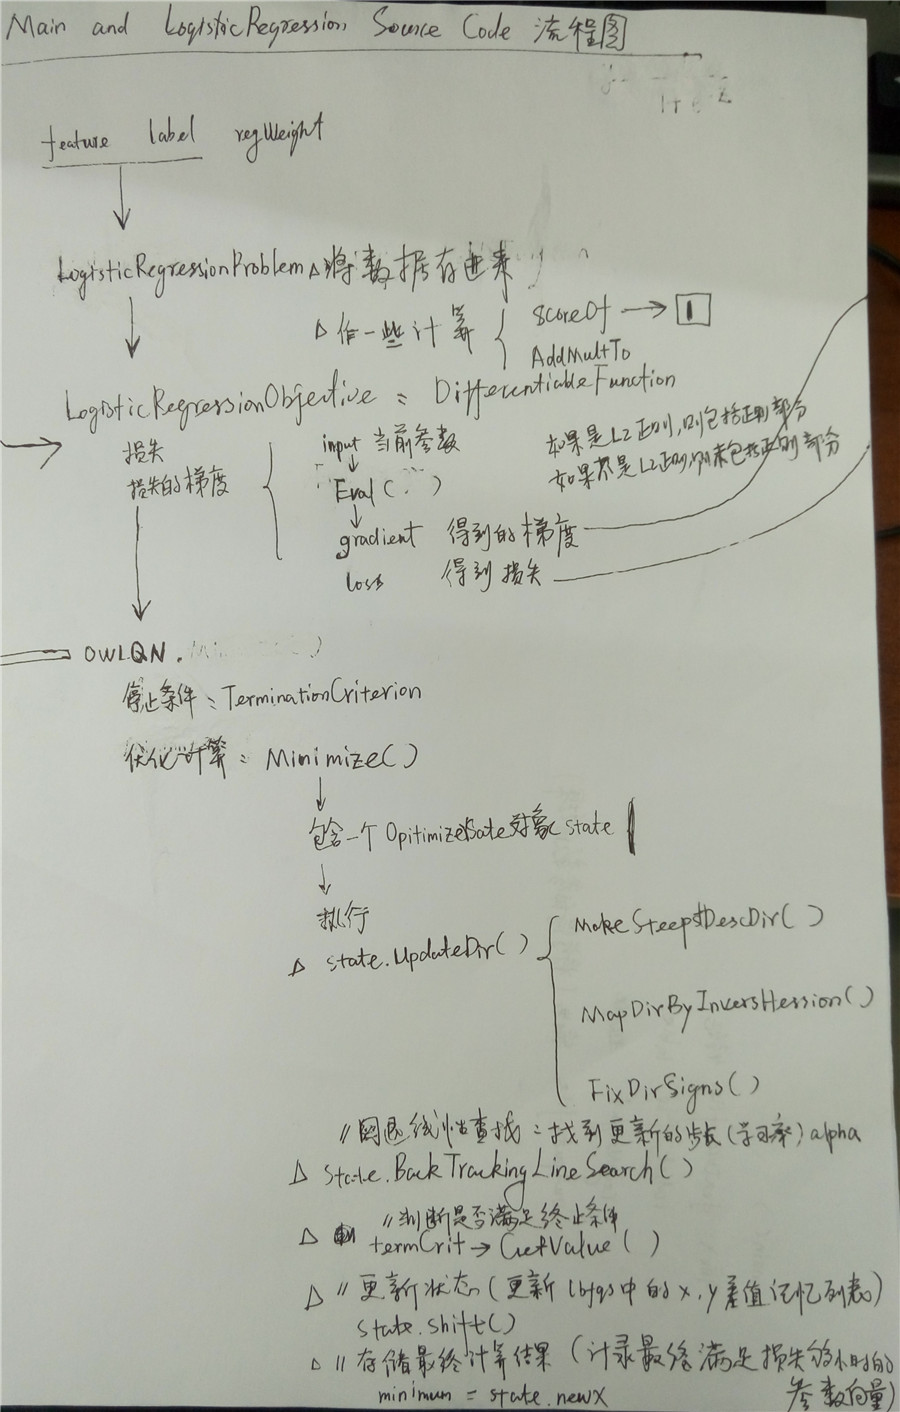 Main and LogisticRegression Source Code 流程图
feature label regWeight
LogisticRegressionProblem △将数据存进来
△作一些计算 { scoreOf → 1
AddMultTo
LogisticRegressionObjective : DifferentiableFunction
损失 input 当前参数 如果是L2正则,则包括正则部分
损失的梯度 { Eval( . ) 如果不是L2正则,则未包括正则部分
gradient 得到的梯度
loss 得到损失
OWLQN.
停止条件: TerminationCriterion
优化计算: Minimize()
包含一个OpitimizeSate对象state
执行
△ state.UpdateDir() { MakeSteepstDescDir()
MapDirByInversHession()
FixDirSigns()
//回退线性查找:找到更新的步长(学习率)alpha
△ state.BackTrackingLineSearch()
//判断是否满足终止条件
△ termCrit→GetValue()
△ //更新状态(更新lbfgs中的x,y差值记忆列表)
state.shift()
△ //存储最终计算结果(记录最终满足损失够小时的
参数向量)
minimum = state.newx